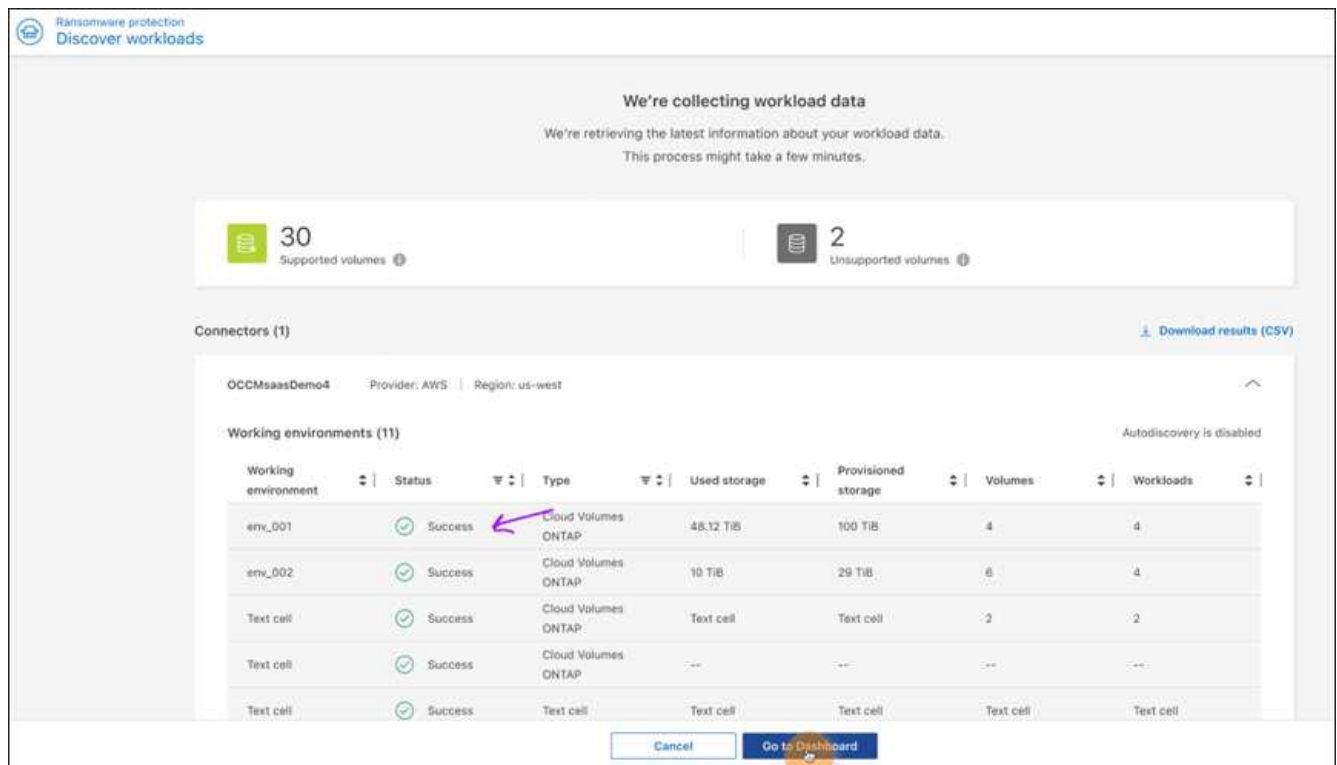 Ransomware protection
Discover workloads
We're collecting workload data
We're retrieving the latest information about your workload data.
This process might take a few minutes.
30
Supported volumes
2
Unsupported volumes
Connectors (1)
Download results (CSV)
OCCMsaasDemo4 Provider: AWS | Region: us-west
Working environments (11)
Autodiscovery is disabled
Working environment Status Type Used storage Provisioned storage Volumes Workloads
env_001 Success Cloud Volumes ONTAP 48.12 TiB 100 TiB 4 4
env_002 Success Cloud Volumes ONTAP 10 TiB 29 TiB 6 4
Text cell Success Cloud Volumes ONTAP Text cell Text cell 2 2
Text cell Success Cloud Volumes ONTAP -- -- -- --
Text cell Success Text cell Text cell Text cell Text cell Text cell
Cancel
Go to Dashboard